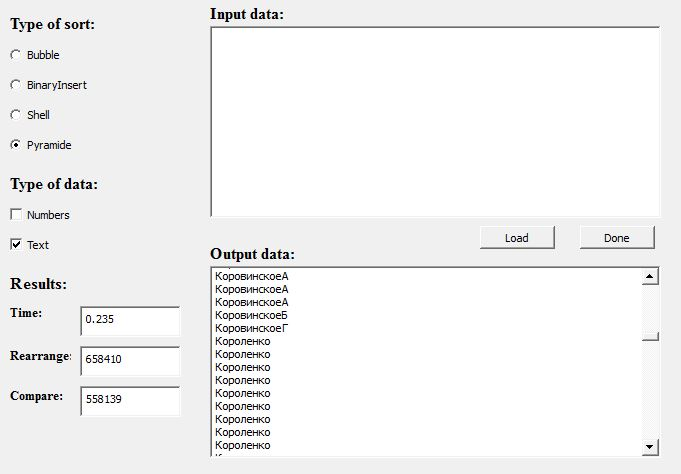 Type of sort:
Bubble
BinaryInsert
Shell
Pyramide
Type of data:
Numbers
Text
Results:
Time:
0.235
Rearrange:
658410
Compare:
558139
Input data:
Load
Done
Output data:
КоровинскоеА
КоровинскоеА
КоровинскоеА
КоровинскоеБ
КоровинскоеГ
Короленко
Короленко
Короленко
Короленко
Короленко
Короленко
Короленко
Короленко
Короленко